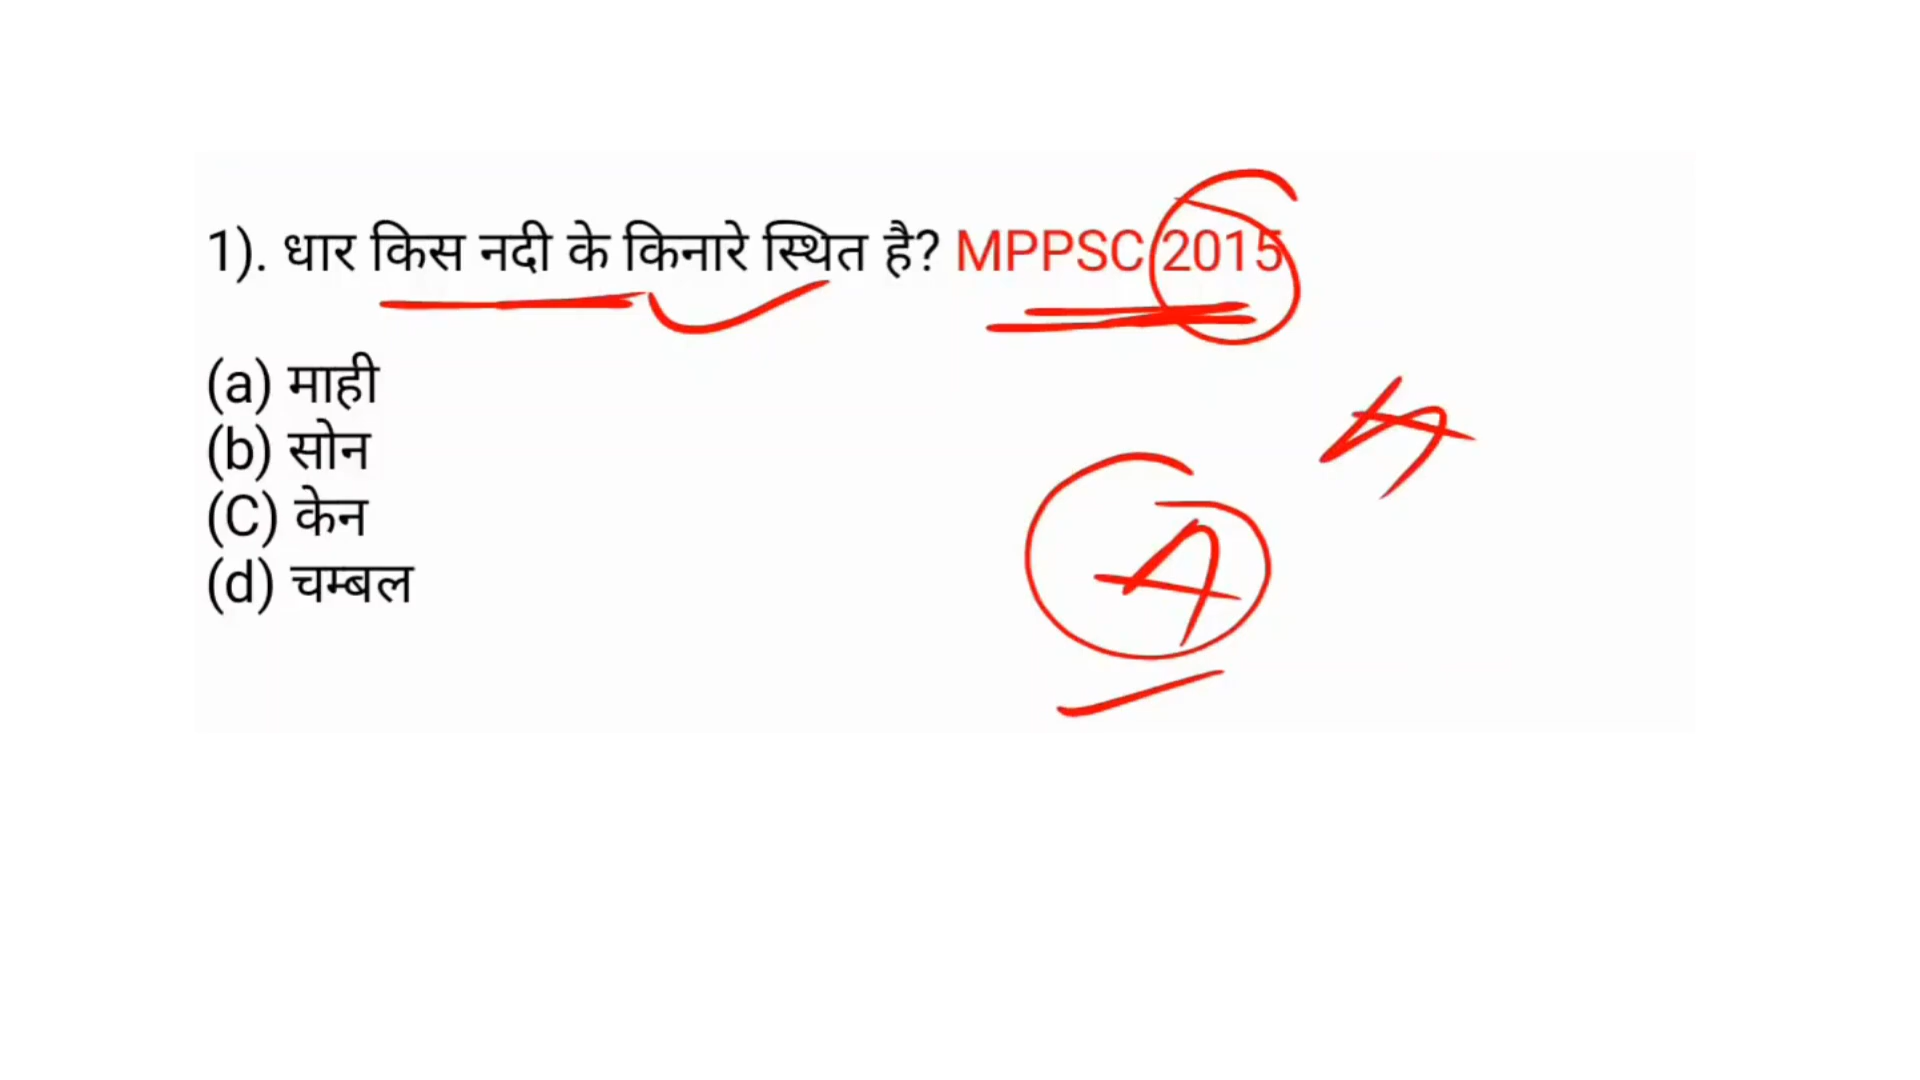 1). धार किस नदी के किनारे स्थित है? MPPSC 2015
(a) माही
(b) सोन
(C) केन
(d) चम्बल
A
A